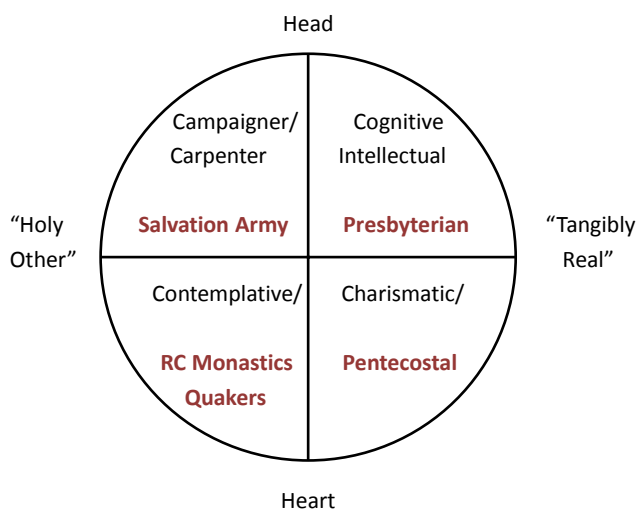 Head
Campaigner/
Carpenter
Cognitive
Intellectual
“Holy
Other”
Salvation Army
Presbyterian
“Tangibly
Real”
Contemplative/
Charismatic/
RC Monastics
Quakers
Pentecostal
Heart